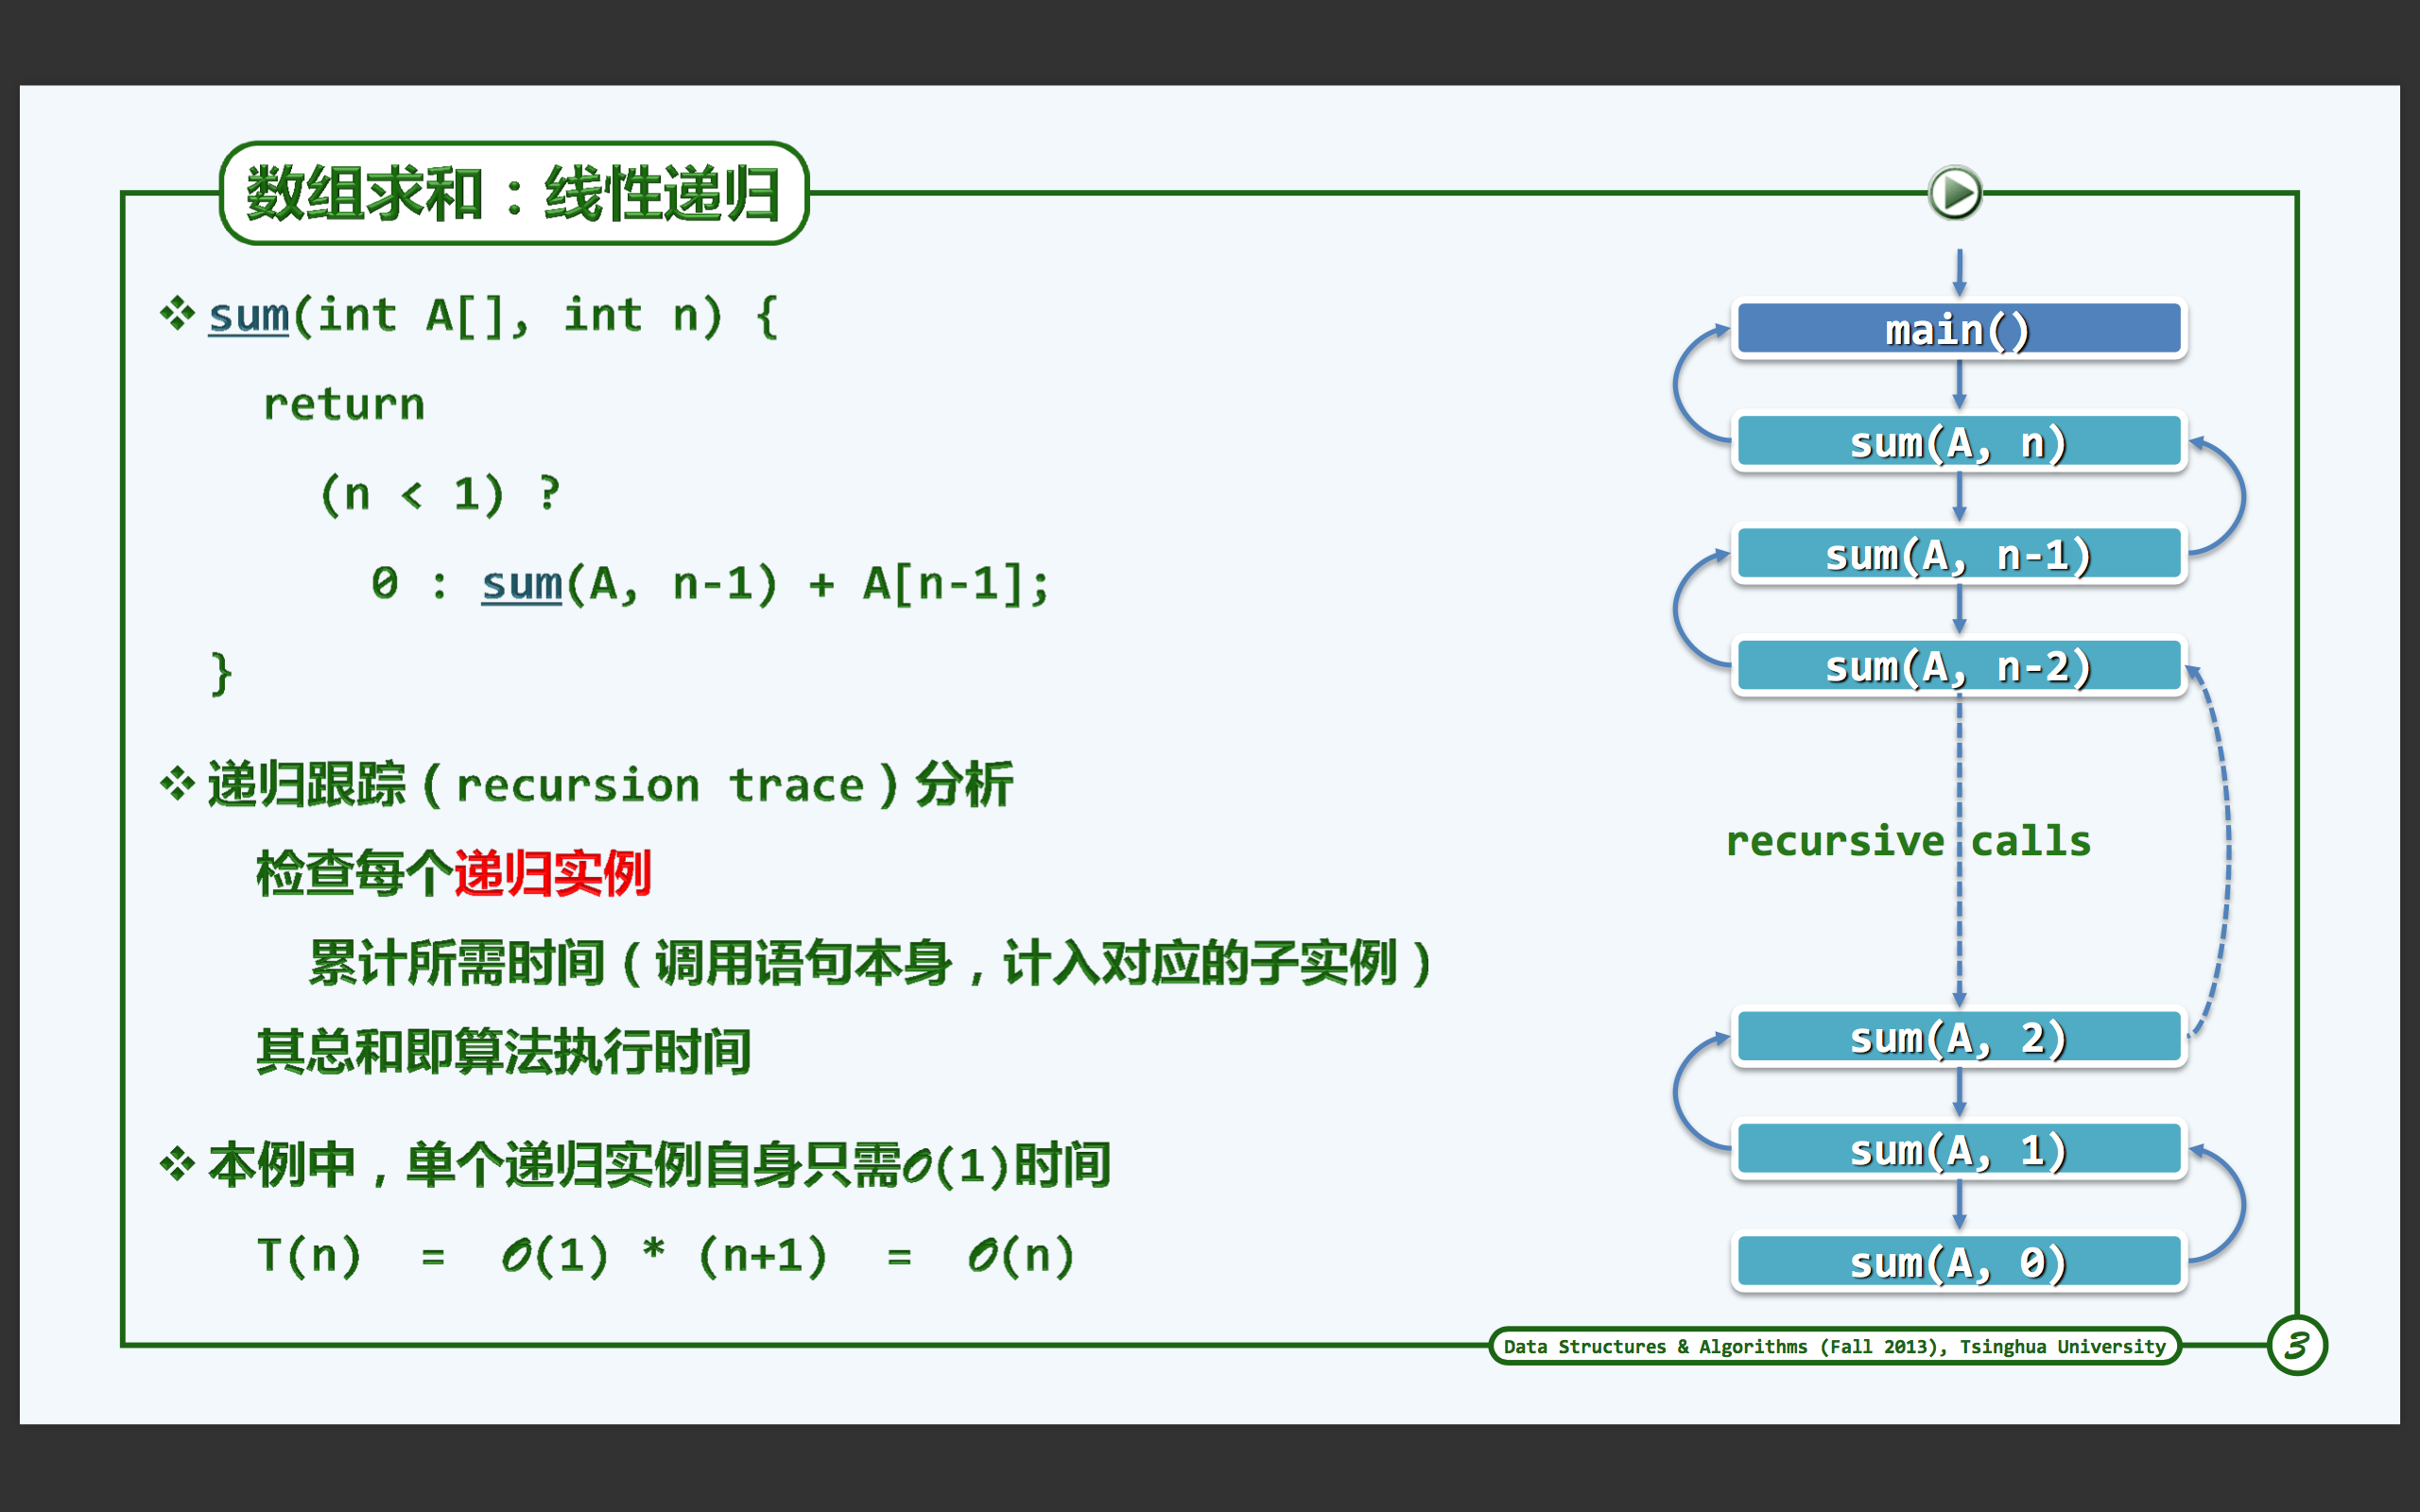 数组求和：线性递归
sum(int A[], int n) {
return
(n < 1) ?
0 : sum(A, n-1) + A[n-1];
}
递归跟踪（recursion trace）分析
检查每个递归实例
累计所需时间（调用语句本身，计入对应的子实例）
其总和即算法执行时间
本例中，单个递归实例自身只需𝒪(1)时间
T(n) = 𝒪(1) * (n+1) = 𝒪(n)
main()
sum(A, n)
sum(A, n-1)
sum(A, n-2)
recursive calls
sum(A, 2)
sum(A, 1)
sum(A, 0)
Data Structures & Algorithms (Fall 2013), Tsinghua University
3